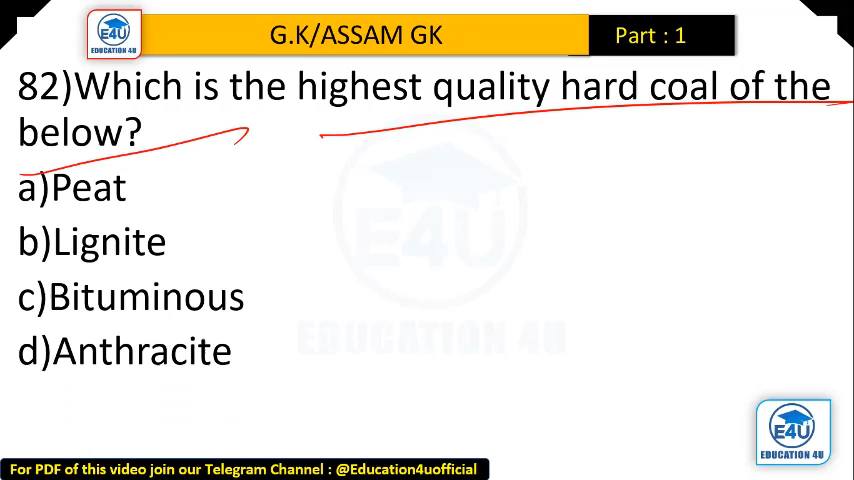 E4U
EDUCATION 4U
G.K/ASSAM GK
Part : 1
82)Which is the highest quality hard coal of the
below?
a)Peat
b)Lignite
c)Bituminous
d)Anthracite
E4U
EDUCATION 4U
E4U
EDUCATION 4U
For PDF of this video join our Telegram Channel : @Education4uofficial